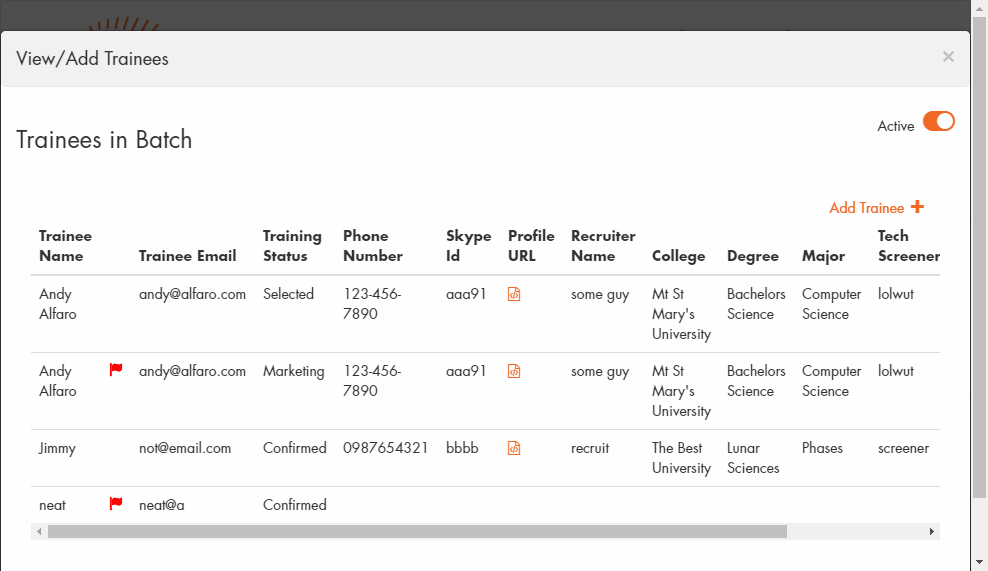 View/Add Trainees ×
Trainees in Batch
Active
Add Trainee +
Trainee Name Trainee Email Training Status Phone Number Skype Id Profile URL Recruiter Name College Degree Major Tech Screener
Andy Alfaro andy@alfaro.com Selected 123-456-7890 aaa91 some guy Mt St Mary's University Bachelors Science Computer Science lolwut
Andy Alfaro andy@alfaro.com Marketing 123-456-7890 aaa91 some guy Mt St Mary's University Bachelors Science Computer Science lolwut
Jimmy not@email.com Confirmed 0987654321 bbbb recruit The Best University Lunar Sciences Phases screener
neat neat@a Confirmed